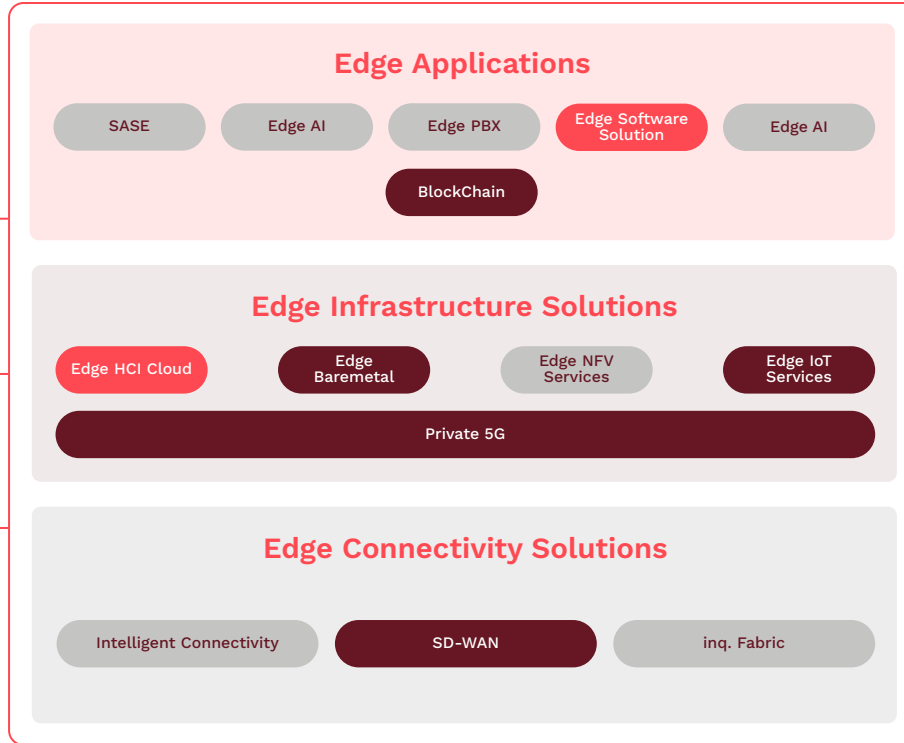 Edge Applications
SASE
Edge AI
Edge PBX
Edge Software
Solution
Edge AI
BlockChain
Edge Infrastructure Solutions
Edge HCI Cloud
Edge
Baremetal
Edge NFV
Services
Edge IoT
Services
Private 5G
Edge Connectivity Solutions
Intelligent Connectivity
SD-WAN
inq. Fabric